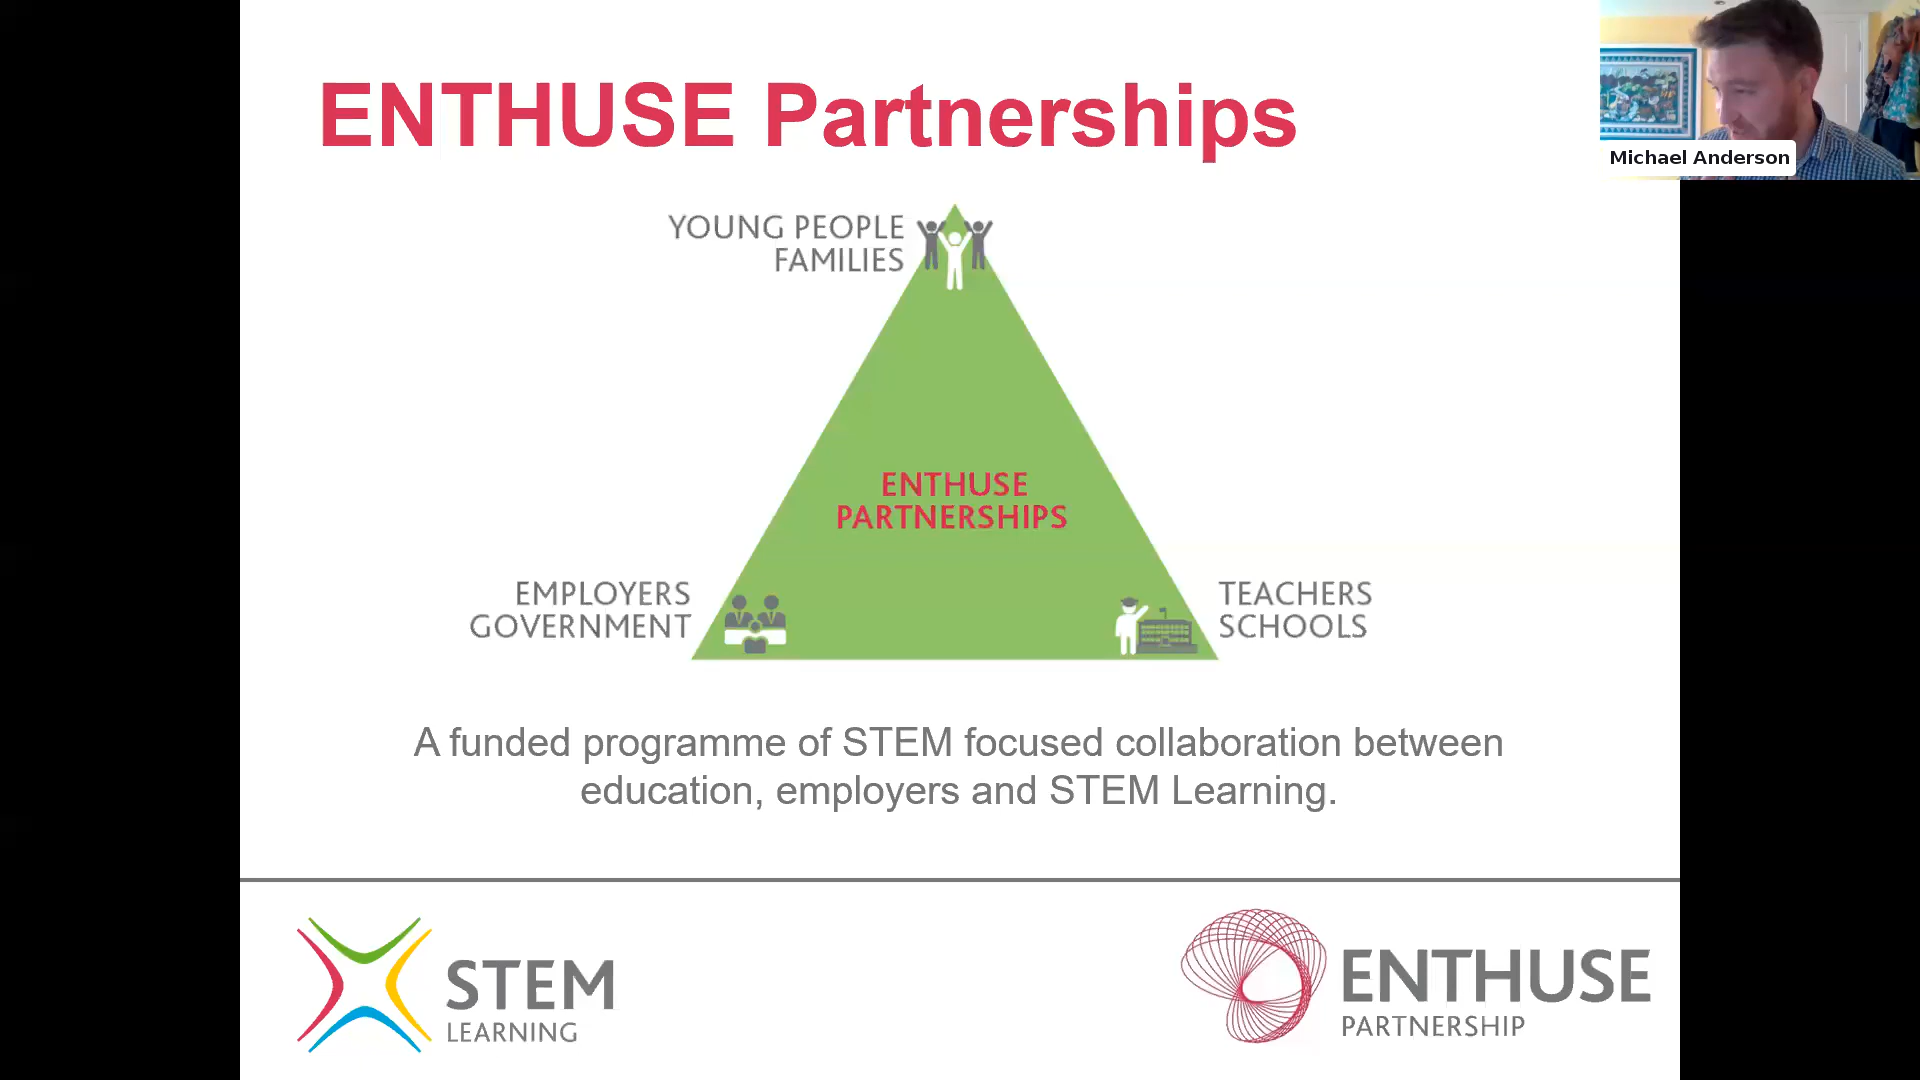 ENTHUSE Partnerships
Michael Anderson
YOUNG PEOPLE
FAMILIES
ENTHUSE
PARTNERSHIPS
EMPLOYERS
GOVERNMENT
TEACHERS
SCHOOLS
A funded programme of STEM focused collaboration between
education, employers and STEM Learning.
STEM
LEARNING
ENTHUSE
PARTNERSHIP